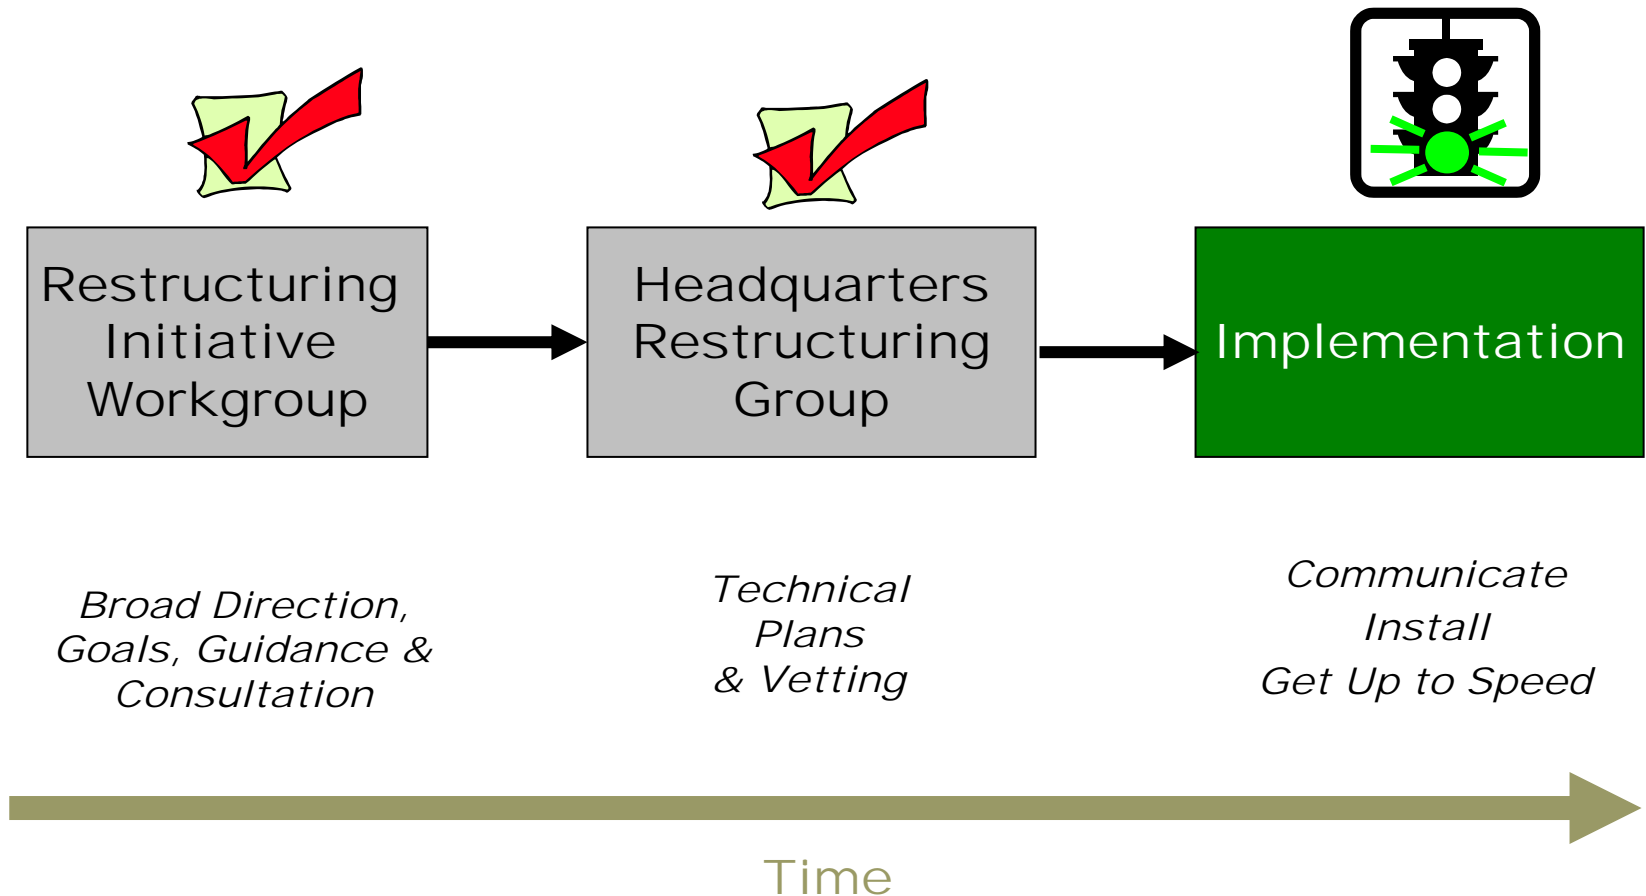 Restructuring
Initiative
Workgroup
Headquarters
Restructuring
Group
Implementation
Broad Direction,
Goals, Guidance &
Consultation
Technical
Plans
& Vetting
Communicate
Install
Get Up to Speed
Time